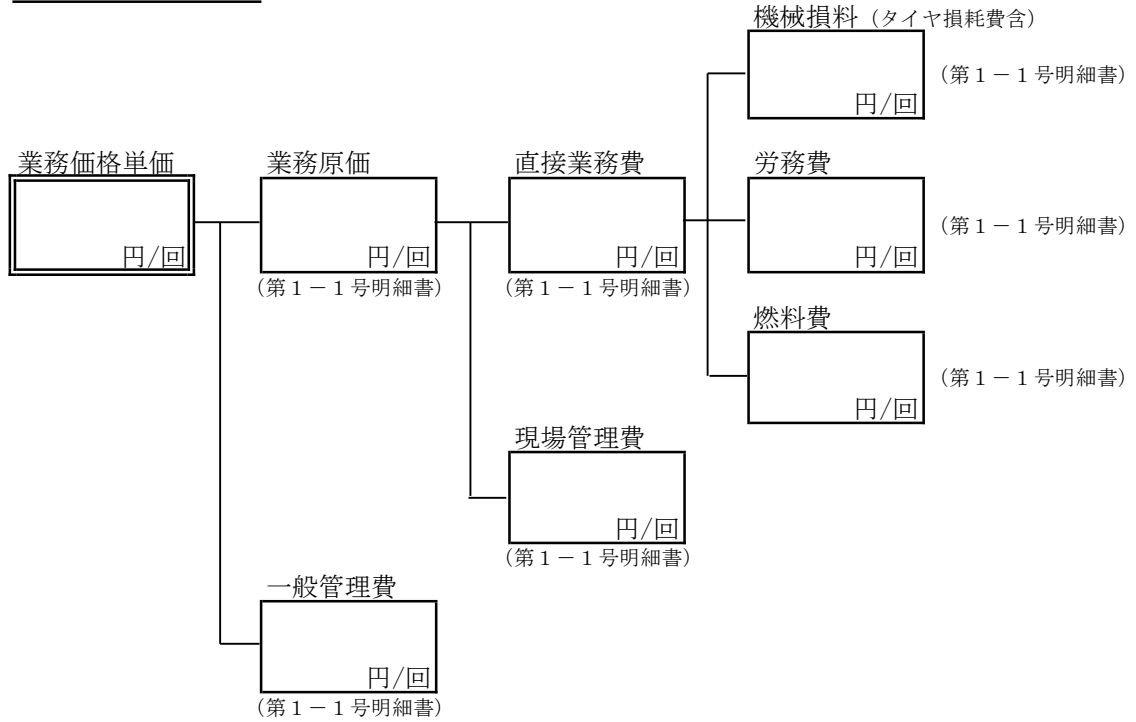 機械損料（タイヤ損耗費含）
円/回
（第１－１号明細書）
業務価格単価
円/回
業務原価
円/回
（第１－１号明細書）
直接業務費
円/回
（第１－１号明細書）
労務費
円/回
（第１－１号明細書）
燃料費
円/回
（第１－１号明細書）
現場管理費
円/回
（第１－１号明細書）
一般管理費
円/回
（第１－１号明細書）